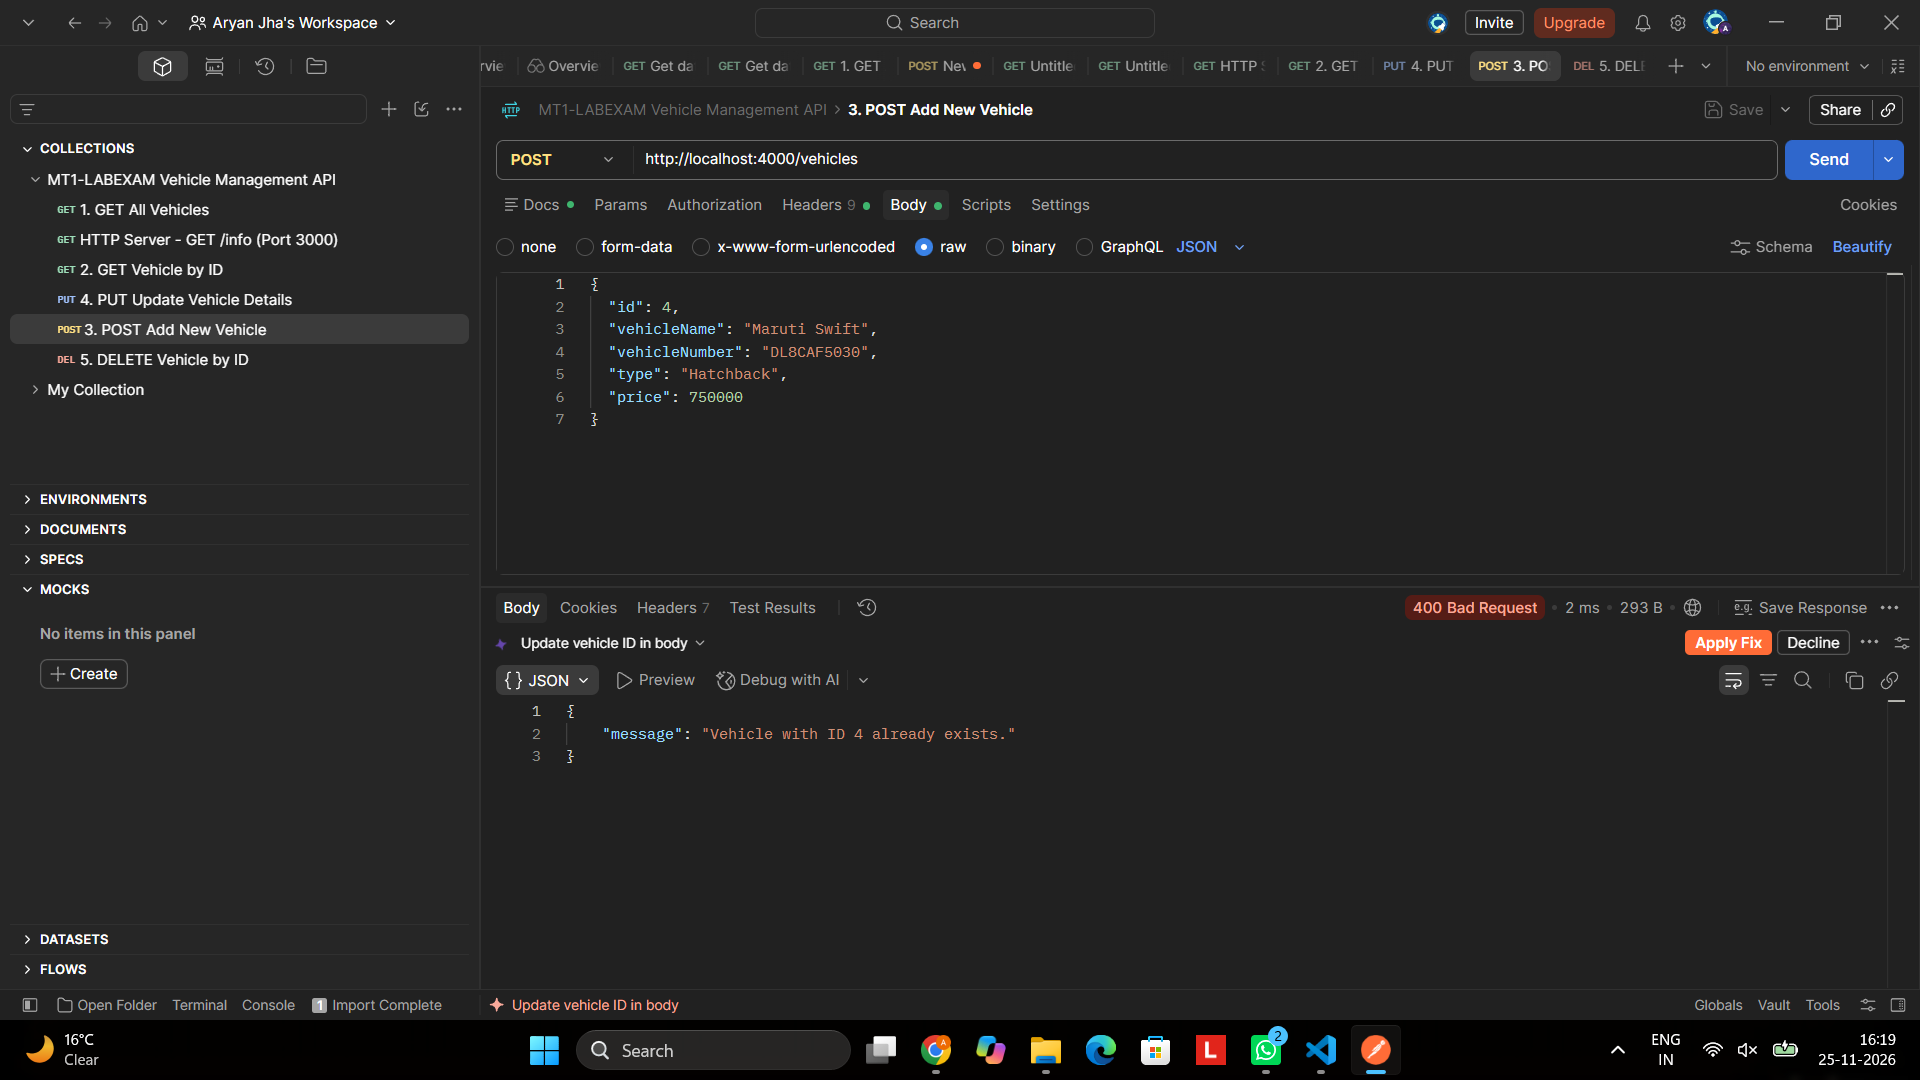 Aryan Jha's Workspace
Search
Invite
Upgrade
A
rvie
Overvie
GET Get da
GET Get da
GET 1. GET
POST Nev
GET Untitle
GET Untitle
GET HTTP S
GET 2. GET
PUT 4. PUT
POST 3. PO
DEL 5. DELE
No environment
COLLECTIONS
MT1-LABEXAM Vehicle Management API
GET 1. GET All Vehicles
GET HTTP Server - GET /info (Port 3000)
GET 2. GET Vehicle by ID
PUT 4. PUT Update Vehicle Details
POST 3. POST Add New Vehicle
DEL 5. DELETE Vehicle by ID
My Collection
ENVIRONMENTS
DOCUMENTS
SPECS
MOCKS
No items in this panel
Create
DATASETS
FLOWS
HTTP MT1-LABEXAM Vehicle Management API > 3. POST Add New Vehicle
Save
Share
POST http://localhost:4000/vehicles
Send
Docs Params Authorization Headers 9 Body Scripts Settings
Cookies
none form-data x-www-form-urlencoded raw binary GraphQL JSON
Schema Beautify
1 {
2 "id": 4,
3 "vehicleName": "Maruti Swift",
4 "vehicleNumber": "DL8CAF5030",
5 "type": "Hatchback",
6 "price": 750000
7 }
Body Cookies Headers 7 Test Results
400 Bad Request • 2 ms • 293 B •
e.g. Save Response
Update vehicle ID in body
Apply Fix Decline
{} JSON Preview Debug with AI
1 {
2 "message": "Vehicle with ID 4 already exists."
3 }
Open Folder Terminal Console 1 Import Complete
Update vehicle ID in body
Globals Vault Tools
16°C
Clear
Search
A
L
2
ENG
IN
16:19
25-11-2026